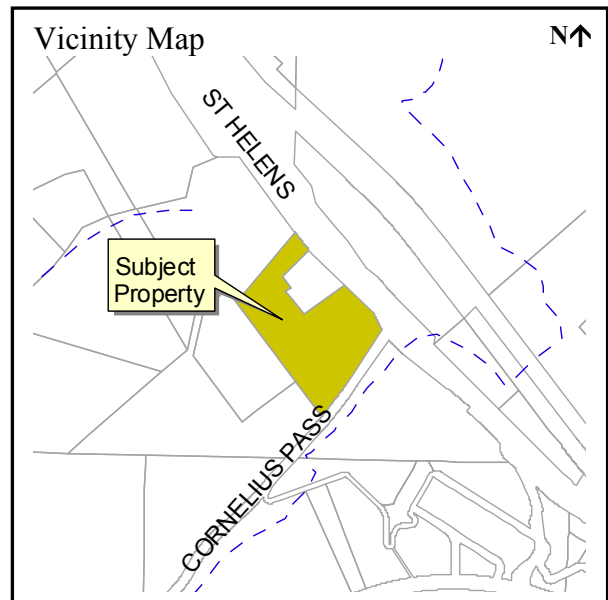 Vicinity Map
N↑
ST HELENS
Subject
Property
CORNELIUS PASS